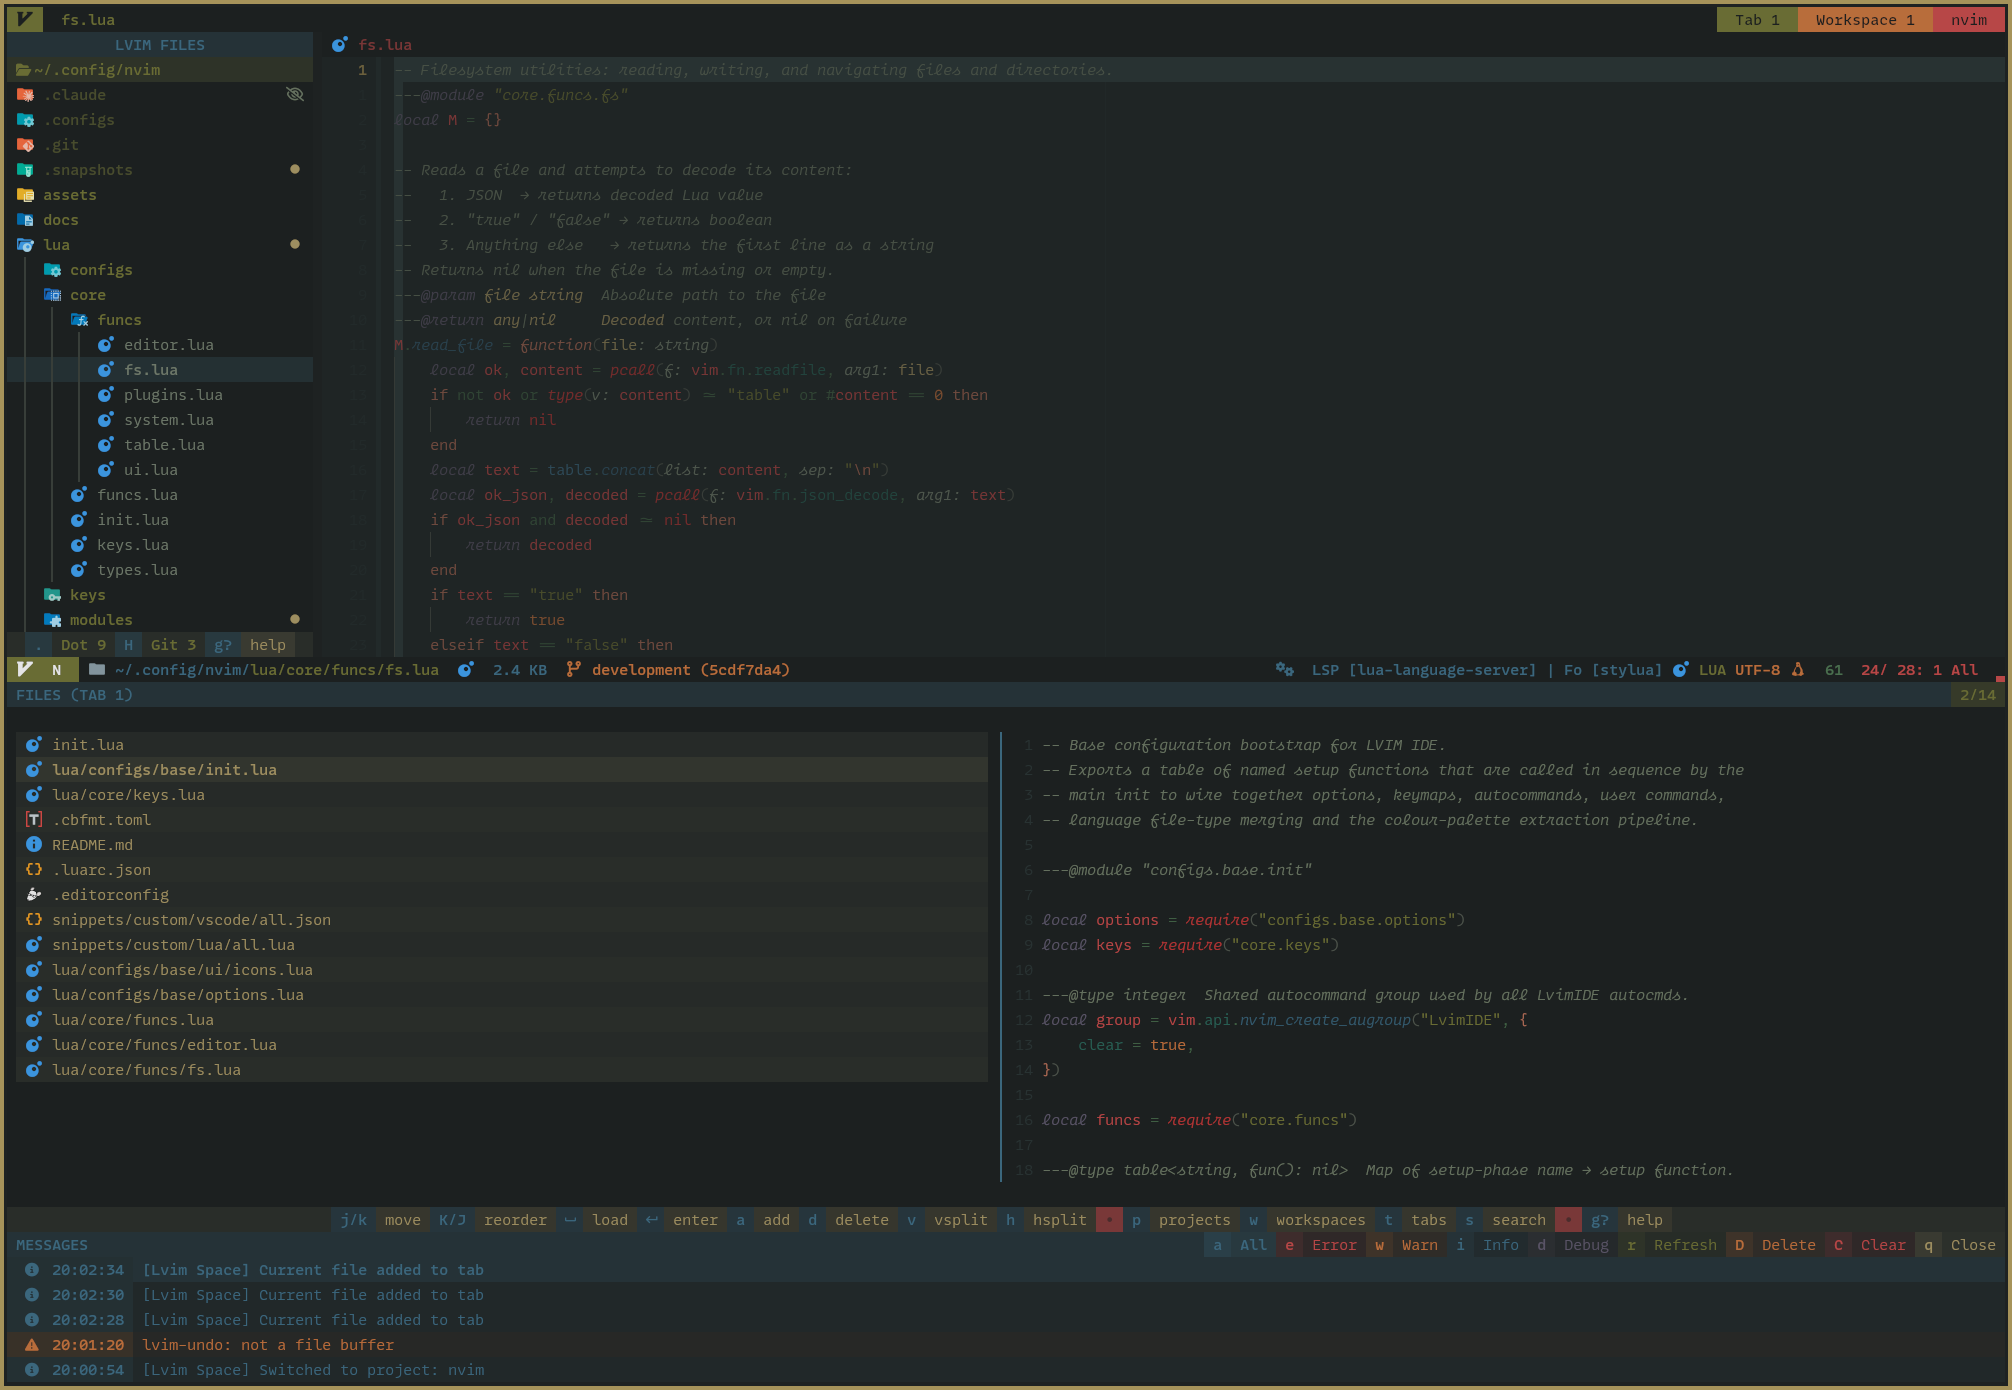 fs.lua
Tab 1 Workspace 1 nvim
LVIM FILES
~/.config/nvim
.claude
.configs
.git
.snapshots
assets
docs
lua
configs
core
funcs
editor.lua
fs.lua
plugins.lua
system.lua
table.lua
ui.lua
funcs.lua
init.lua
keys.lua
types.lua
keys
modules
. Dot 9 H Git 3 g? help
fs.lua
1 -- Filesystem utilities: reading, writing, and navigating files and directories.
1 ---@module "core.funcs.fs"
2 local M = {}
3
4 -- Reads a file and attempts to decode its content:
5 --   1. JSON  → returns decoded Lua value
6 --   2. "true" / "false" → returns boolean
7 --   3. Anything else   → returns the first line as a string
8 -- Returns nil when the file is missing or empty.
9 ---@param file string  Absolute path to the file
10 ---@return any|nil     Decoded content, or nil on failure
11 M.read_file = function(file: string)
12     local ok, content = pcall(f: vim.fn.readfile, arg1: file)
13     if not ok or type(v: content) ~= "table" or #content == 0 then
14         return nil
15     end
16     local text = table.concat(list: content, sep: "\n")
17     local ok_json, decoded = pcall(f: vim.fn.json_decode, arg1: text)
18     if ok_json and decoded ~= nil then
19         return decoded
20     end
21     if text == "true" then
22         return true
23     elseif text == "false" then
N ~/.config/nvim/lua/core/funcs/fs.lua 2.4 KB development (5cdf7da4) LSP [lua-language-server] | Fo [stylua] LUA UTF-8 61 24/ 28: 1 All
FILES (TAB 1) 2/14
init.lua
lua/configs/base/init.lua
lua/core/keys.lua
.cbfmt.toml
README.md
.luarc.json
.editorconfig
snippets/custom/vscode/all.json
snippets/custom/lua/all.lua
lua/configs/base/ui/icons.lua
lua/configs/base/options.lua
lua/core/funcs.lua
lua/core/funcs/editor.lua
lua/core/funcs/fs.lua
1 -- Base configuration bootstrap for LVIM IDE.
2 -- Exports a table of named setup functions that are called in sequence by the
3 -- main init to wire together options, keymaps, autocommands, user commands,
4 -- language file-type merging and the colour-palette extraction pipeline.
5
6 ---@module "configs.base.init"
7
8 local options = require("configs.base.options")
9 local keys = require("core.keys")
10
11 ---@type integer  Shared autocommand group used by all LvimIDE autocmds.
12 local group = vim.api.nvim_create_augroup("LvimIDE", {
13     clear = true,
14 })
15
16 local funcs = require("core.funcs")
17
18 ---@type table<string, fun(): nil>  Map of setup-phase name → setup function.
j/k move K/J reorder ⎵ load ↩ enter a add d delete v vsplit h hsplit • p projects w workspaces t tabs s search • g? help
MESSAGES a All e Error w Warn i Info d Debug r Refresh D Delete C Clear q Close
20:02:34 [Lvim Space] Current file added to tab
20:02:30 [Lvim Space] Current file added to tab
20:02:28 [Lvim Space] Current file added to tab
20:01:20 lvim-undo: not a file buffer
20:00:54 [Lvim Space] Switched to project: nvim